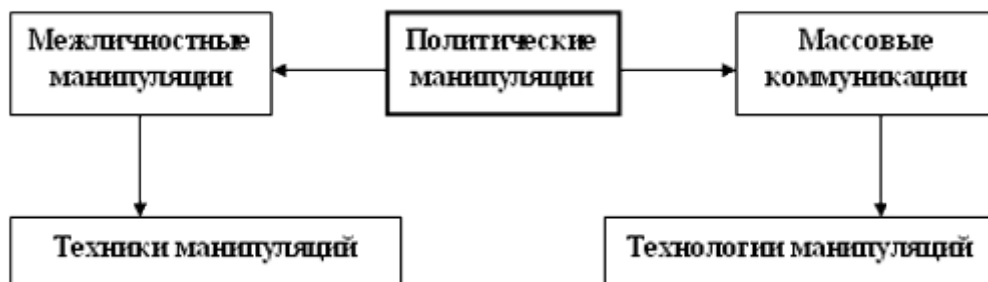 Межличностные
манипуляции
Политические
манипуляции
Массовые
коммуникации
Техники манипуляций
Технологии манипуляций